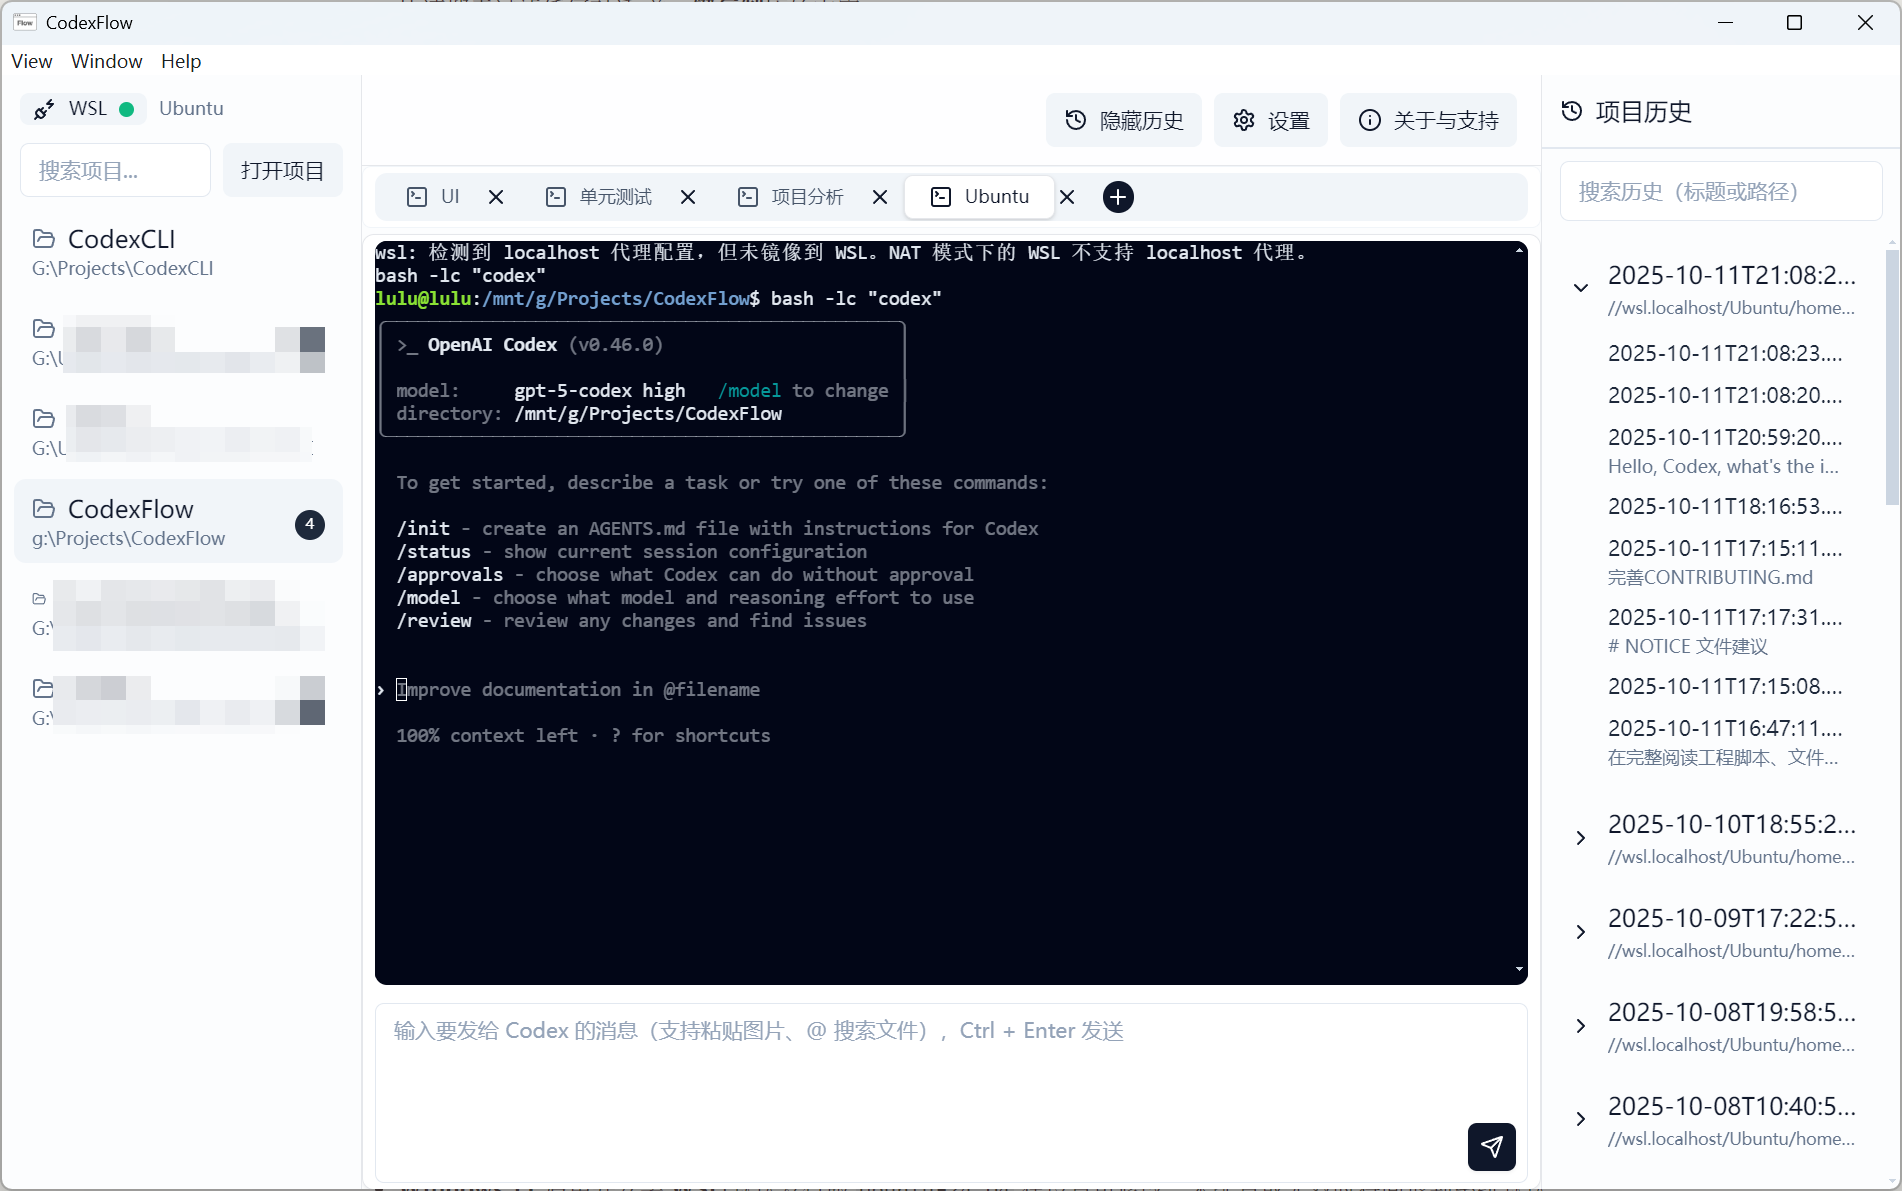 Flow CodexFlow
View Window Help
WSL Ubuntu
搜索项目... 打开项目
CodexCLI
G:\Projects\CodexCLI
G:\
G:\
CodexFlow
g:\Projects\CodexFlow
4
G:\
G:\
隐藏历史 设置 关于与支持
UI 单元测试 项目分析 Ubuntu
wsl: 检测到 localhost 代理配置，但未镜像到 WSL。NAT 模式下的 WSL 不支持 localhost 代理。
bash -lc "codex"
lulu@lulu:/mnt/g/Projects/CodexFlow$ bash -lc "codex"
>_ OpenAI Codex (v0.46.0)
model: gpt-5-codex high /model to change
directory: /mnt/g/Projects/CodexFlow
To get started, describe a task or try one of these commands:
/init - create an AGENTS.md file with instructions for Codex
/status - show current session configuration
/approvals - choose what Codex can do without approval
/model - choose what model and reasoning effort to use
/review - review any changes and find issues
› Improve documentation in @filename
100% context left · ? for shortcuts
输入要发给 Codex 的消息（支持粘贴图片、@ 搜索文件），Ctrl + Enter 发送
项目历史
搜索历史（标题或路径）
2025-10-11T21:08:2...
//wsl.localhost/Ubuntu/home...
2025-10-11T21:08:23....
2025-10-11T21:08:20....
2025-10-11T20:59:20....
Hello, Codex, what's the i...
2025-10-11T18:16:53....
2025-10-11T17:15:11....
完善CONTRIBUTING.md
2025-10-11T17:17:31....
# NOTICE 文件建议
2025-10-11T17:15:08....
2025-10-11T16:47:11....
在完整阅读工程脚本、文件...
2025-10-10T18:55:2...
//wsl.localhost/Ubuntu/home...
2025-10-09T17:22:5...
//wsl.localhost/Ubuntu/home...
2025-10-08T19:58:5...
//wsl.localhost/Ubuntu/home...
2025-10-08T10:40:5...
//wsl.localhost/Ubuntu/home...